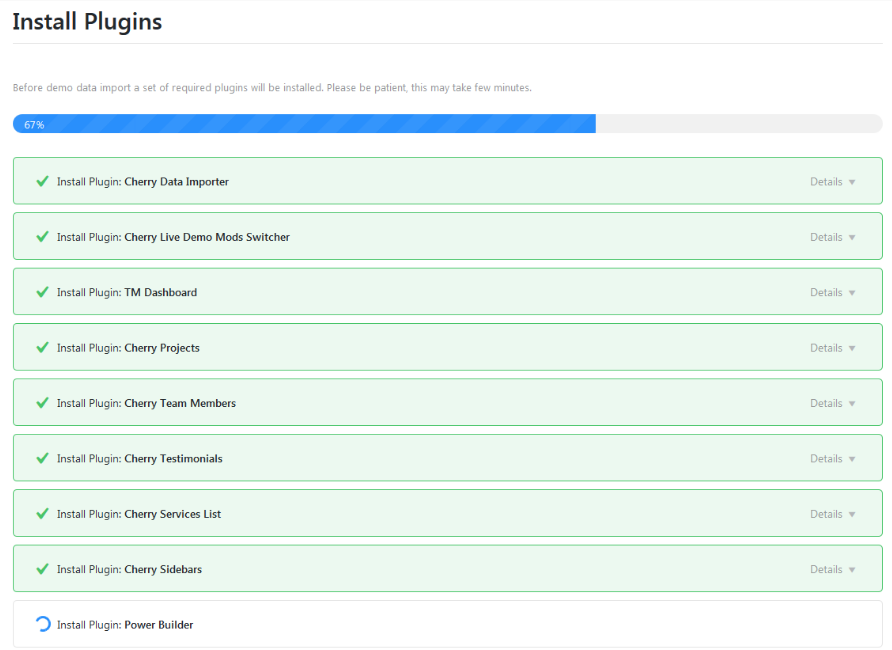 Install Plugins
Before demo data import a set of required plugins will be installed. Please be patient, this may take few minutes.
67%
Install Plugin: Cherry Data Importer Details ▼
Install Plugin: Cherry Live Demo Mods Switcher Details ▼
Install Plugin: TM Dashboard Details ▼
Install Plugin: Cherry Projects Details ▼
Install Plugin: Cherry Team Members Details ▼
Install Plugin: Cherry Testimonials Details ▼
Install Plugin: Cherry Services List Details ▼
Install Plugin: Cherry Sidebars Details ▼
Install Plugin: Power Builder